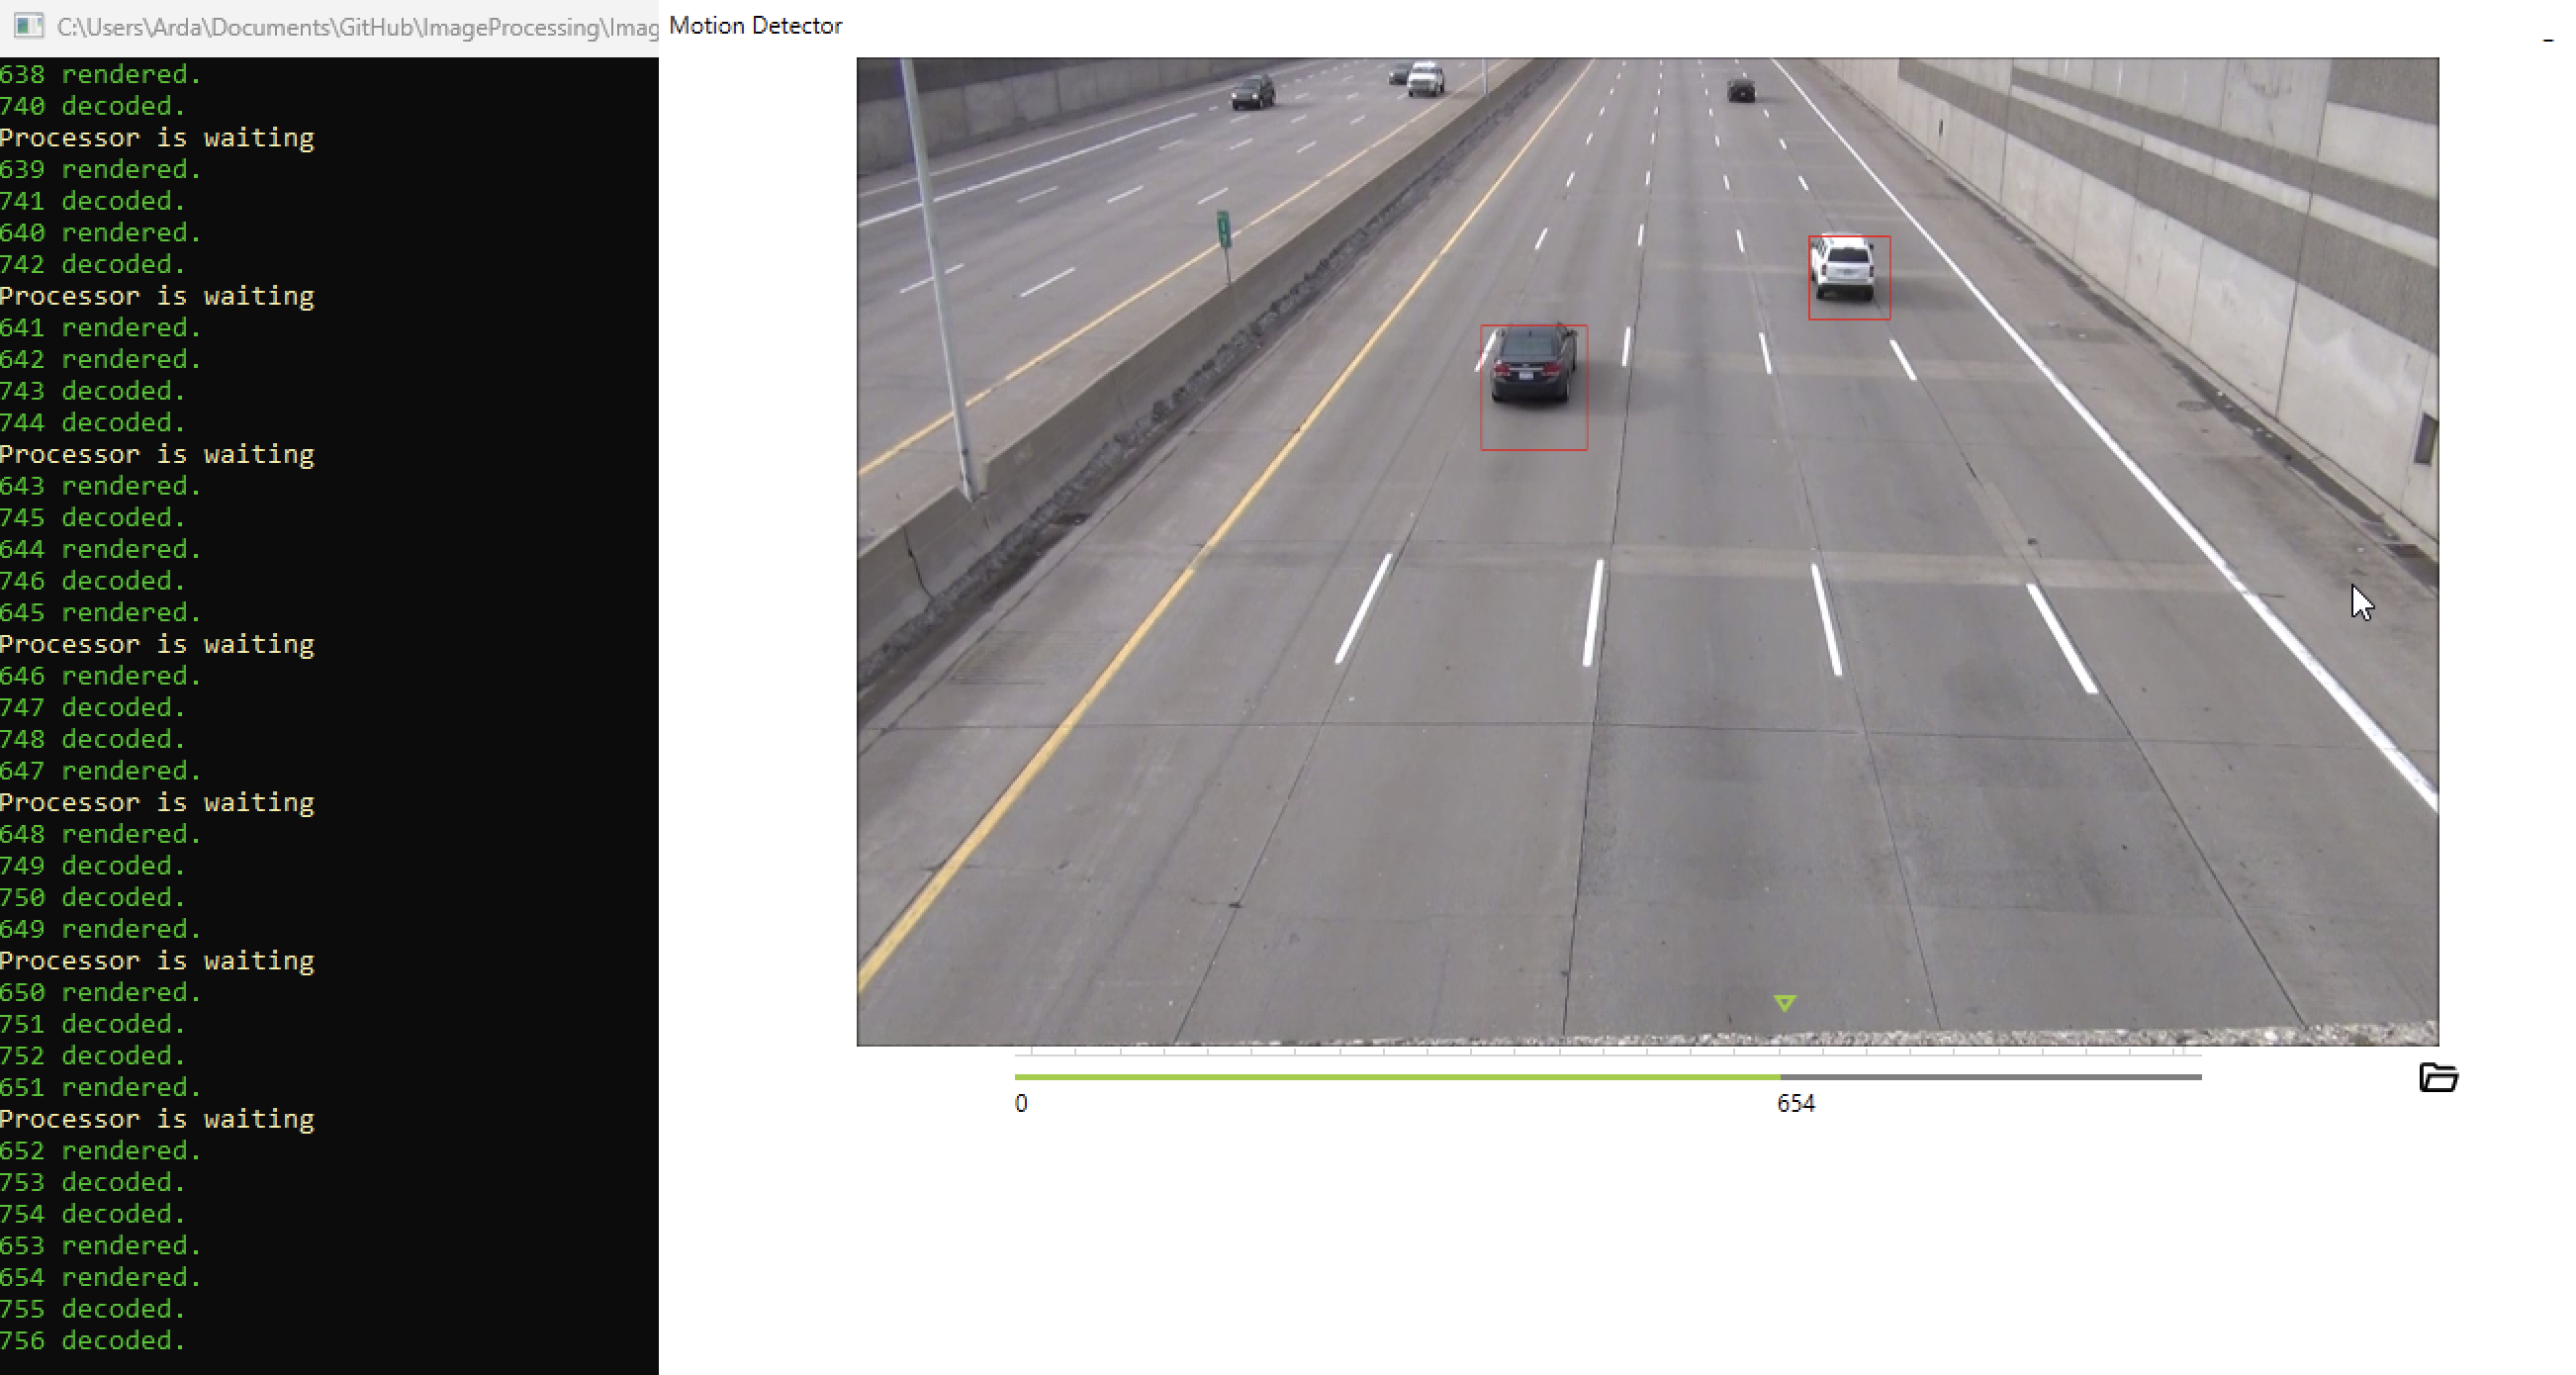 C:\Users\Arda\Documents\GitHub\ImageProcessing\Imag
638 rendered.
740 decoded.
Processor is waiting
639 rendered.
741 decoded.
640 rendered.
742 decoded.
Processor is waiting
641 rendered.
642 rendered.
743 decoded.
744 decoded.
Processor is waiting
643 rendered.
745 decoded.
644 rendered.
746 decoded.
645 rendered.
Processor is waiting
646 rendered.
747 decoded.
748 decoded.
647 rendered.
Processor is waiting
648 rendered.
749 decoded.
750 decoded.
649 rendered.
Processor is waiting
650 rendered.
751 decoded.
752 decoded.
651 rendered.
Processor is waiting
652 rendered.
753 decoded.
754 decoded.
653 rendered.
654 rendered.
755 decoded.
756 decoded.
Motion Detector
0
654